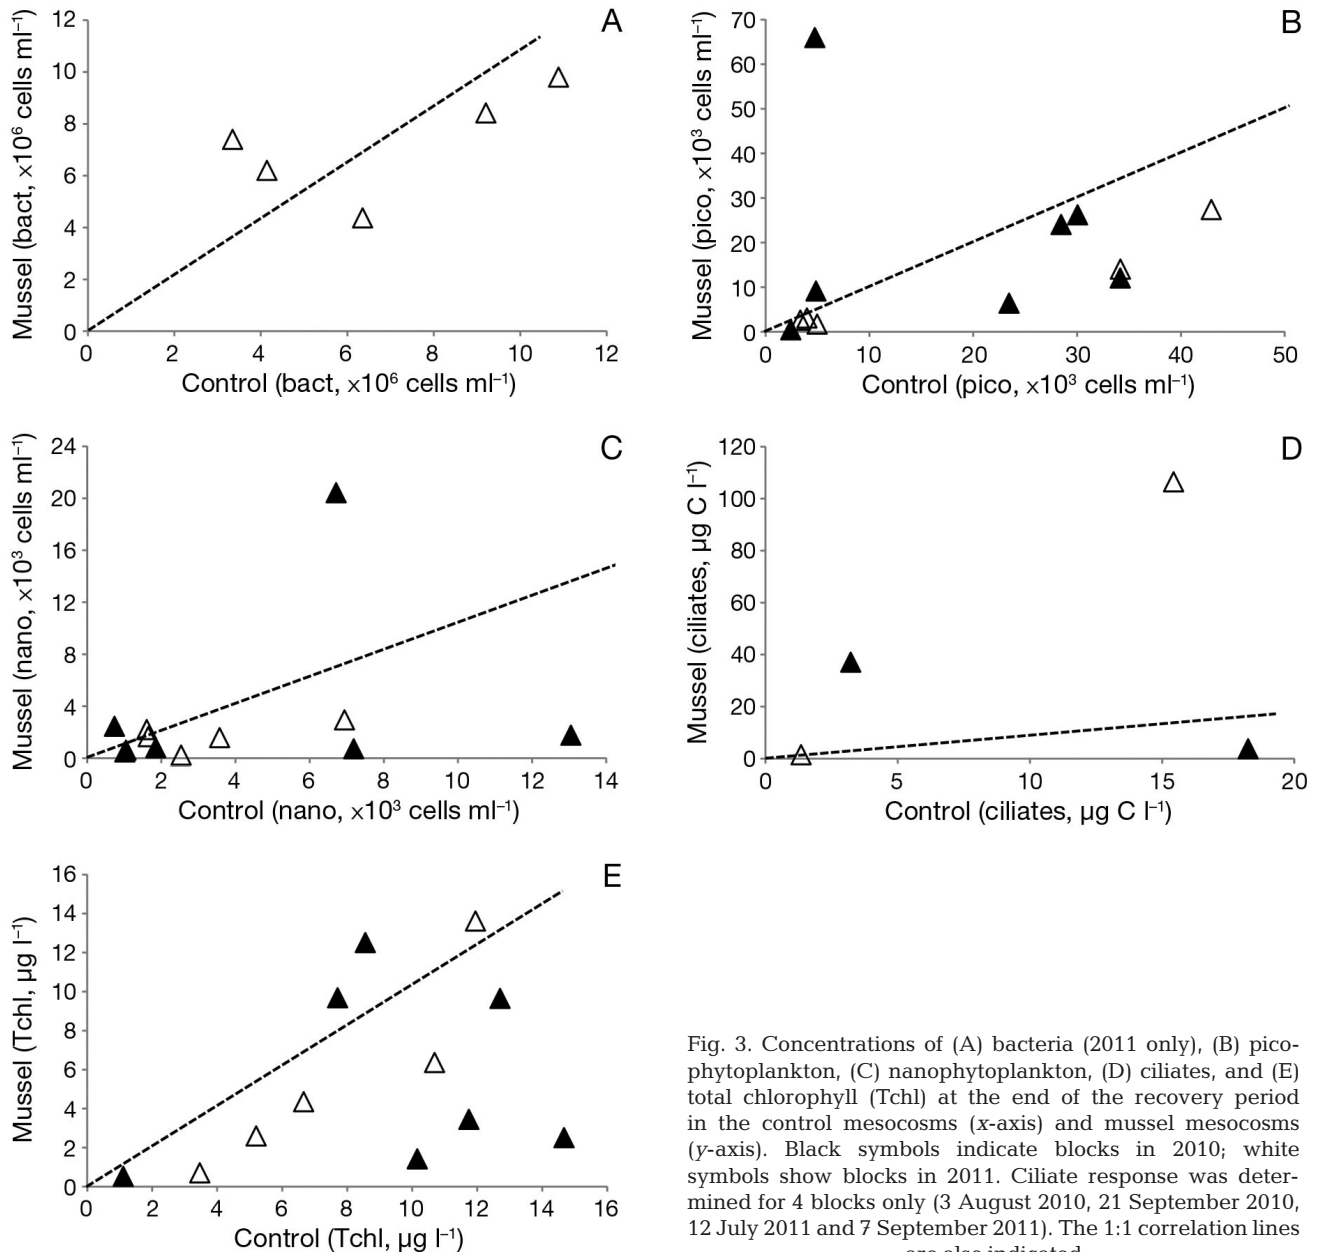 A
12
10
8
6
4
2
0
0 2 4 6 8 10 12
Mussel (bact, ×10⁶ cells ml⁻¹)
Control (bact, ×10⁶ cells ml⁻¹)
B
70
60
50
40
30
20
10
0
0 10 20 30 40 50
Mussel (pico, ×10³ cells ml⁻¹)
Control (pico, ×10³ cells ml⁻¹)
C
24
20
16
12
8
4
0
0 2 4 6 8 10 12 14
Mussel (nano, ×10³ cells ml⁻¹)
Control (nano, ×10³ cells ml⁻¹)
D
120
100
80
60
40
20
0
0 5 10 15 20
Mussel (ciliates, µg C l⁻¹)
Control (ciliates, µg C l⁻¹)
E
16
14
12
10
8
6
4
2
0
0 2 4 6 8 10 12 14 16
Mussel (Tchl, µg l⁻¹)
Control (Tchl, µg l⁻¹)
Fig. 3. Concentrations of (A) bacteria (2011 only), (B) pico-
phytoplankton, (C) nanophytoplankton, (D) ciliates, and (E)
total chlorophyll (Tchl) at the end of the recovery period
in the control mesocosms (x-axis) and mussel mesocosms
(y-axis). Black symbols indicate blocks in 2010; white
symbols show blocks in 2011. Ciliate response was deter-
mined for 4 blocks only (3 August 2010, 21 September 2010,
12 July 2011 and 7 September 2011). The 1:1 correlation lines
are also indicated